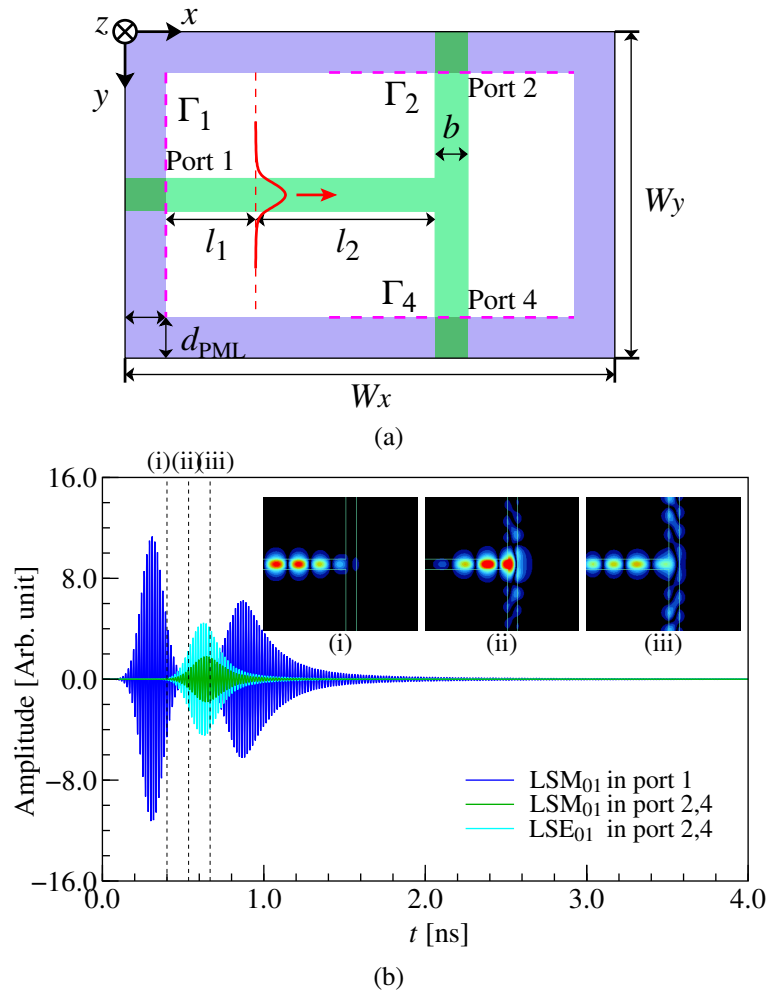 z
x
y
Γ1
Γ2
Port 2
b
Port 1
Wy
l1
l2
Γ4
Port 4
dPML
Wx
(a)
(i)
(ii)
(iii)
16.0
8.0
0.0
−8.0
−16.0
Amplitude [Arb. unit]
(i)
(ii)
(iii)
LSM01 in port 1
LSM01 in port 2,4
LSE01 in port 2,4
0.0
1.0
2.0
3.0
4.0
t [ns]
(b)